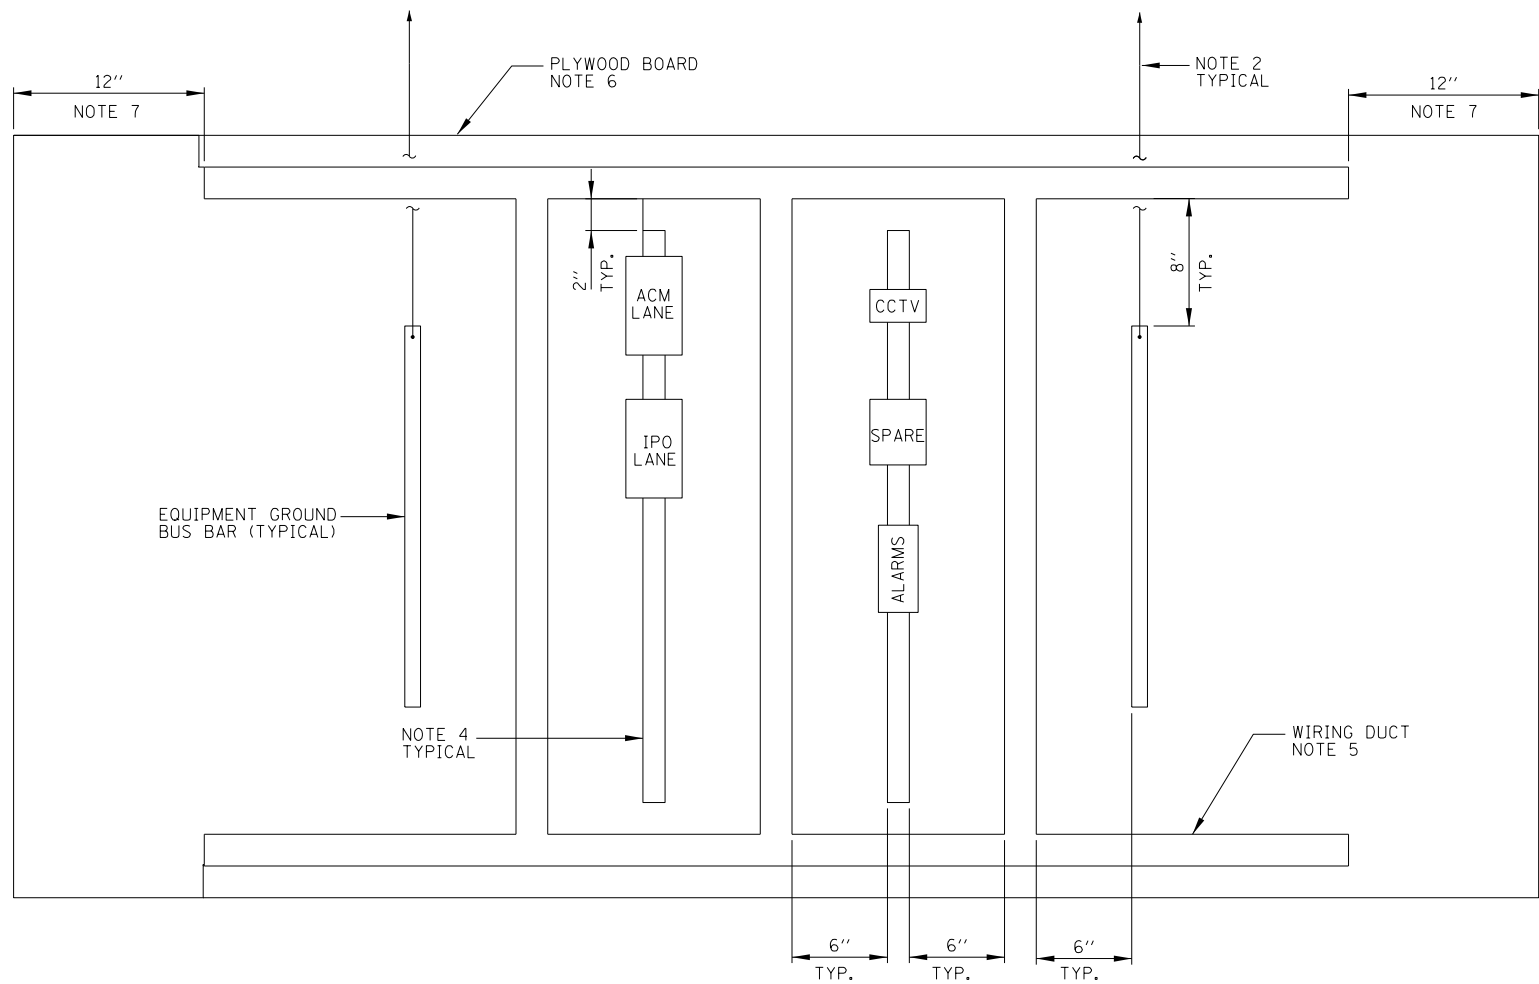 PLYWOOD BOARD
NOTE 6
NOTE 2
TYPICAL
12''
NOTE 7
12''
NOTE 7
2''
TYP.
8''
TYP.
ACM
LANE
CCTV
IPO
LANE
SPARE
EQUIPMENT GROUND
BUS BAR (TYPICAL)
ALARMS
NOTE 4
TYPICAL
WIRING DUCT
NOTE 5
6''
TYP.
6''
TYP.
6''
TYP.